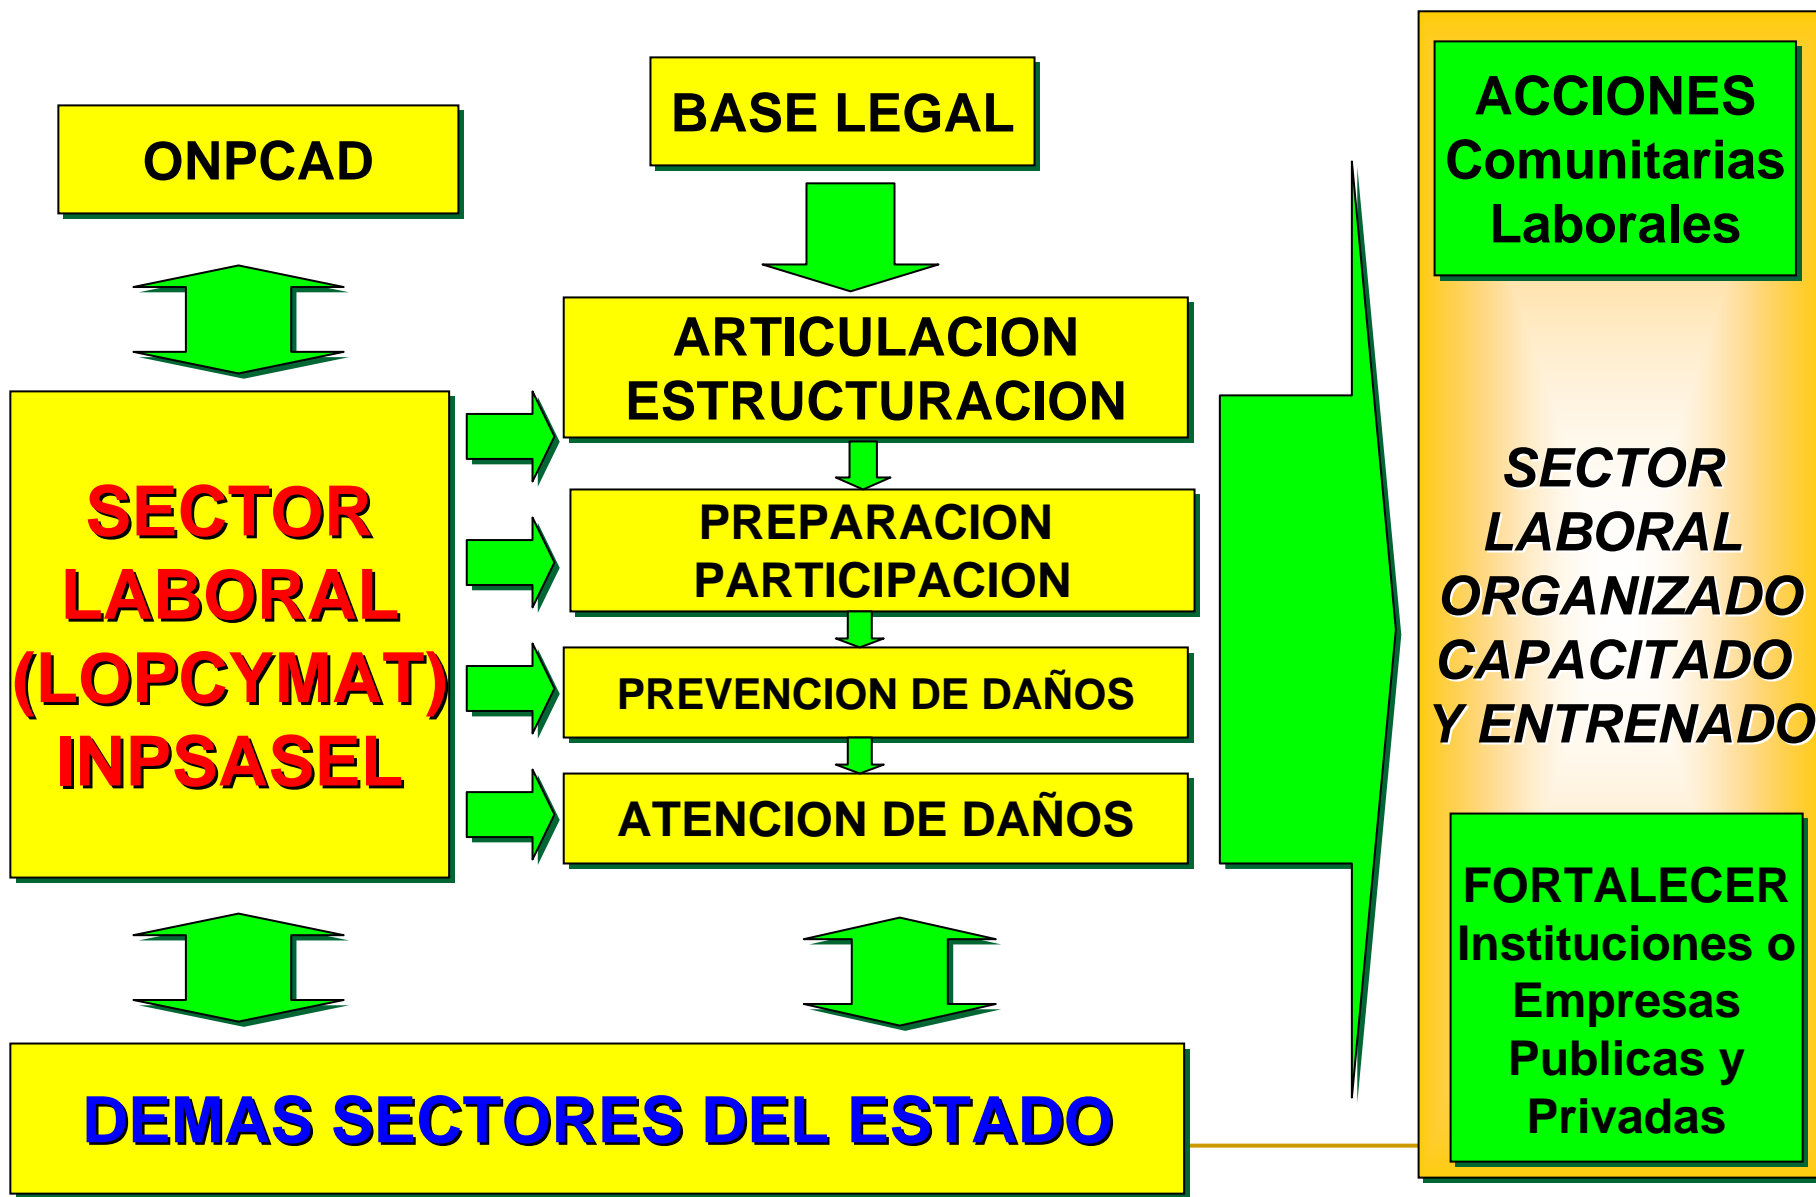 ONPCAD
BASE LEGAL
SECTOR
LABORAL
(LOPCYMAT)
INPSASEL
ARTICULACION
ESTRUCTURACION
PREPARACION
PARTICIPACION
PREVENCION DE DAÑOS
ATENCION DE DAÑOS
DEMAS SECTORES DEL ESTADO
ACCIONES
Comunitarias
Laborales
SECTOR
LABORAL
ORGANIZADO
CAPACITADO
Y ENTRENADO
FORTALECER
Instituciones o
Empresas
Publicas y
Privadas